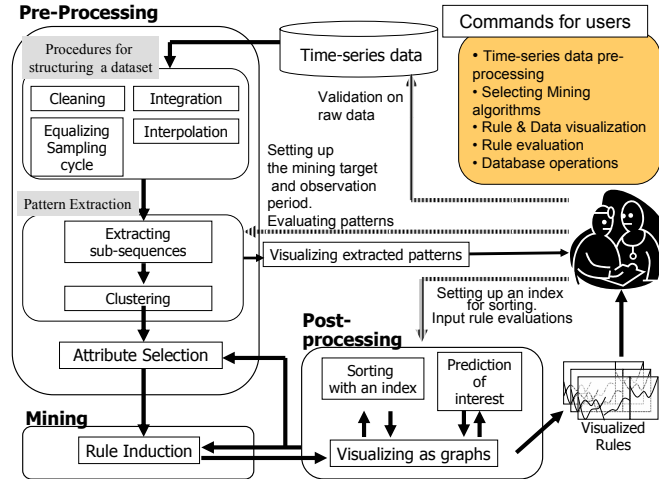 Pre-Processing
Procedures for
structuring a dataset
Cleaning
Integration
Equalizing
Sampling
cycle
Interpolation
Pattern Extraction
Extracting
sub-sequences
Clustering
Attribute Selection
Mining
Rule Induction
Time-series data
Validation on
raw data
Setting up
the mining target
and observation
period.
Evaluating patterns
Visualizing extracted patterns
Commands for users
• Time-series data pre-
processing
• Selecting Mining
algorithms
• Rule & Data visualization
• Rule evaluation
• Database operations
Setting up an index
for sorting.
Input rule evaluations
Post-
processing
Sorting
with an index
Prediction
of
interest
Visualizing as graphs
Visualized
Rules